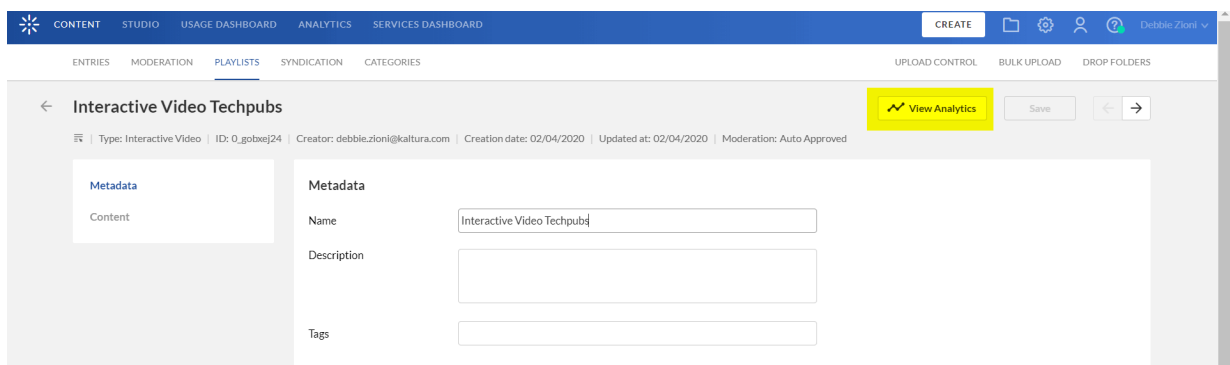 CONTENT STUDIO USAGE DASHBOARD ANALYTICS SERVICES DASHBOARD CREATE Debbie Zioni
ENTRIES MODERATION PLAYLISTS SYNDICATION CATEGORIES UPLOAD CONTROL BULK UPLOAD DROP FOLDERS
Interactive Video Techpubs View Analytics Save
| Type: Interactive Video | ID: 0_gobxej24 | Creator: debbie.zioni@kaltura.com | Creation date: 02/04/2020 | Updated at: 02/04/2020 | Moderation: Auto Approved
Metadata
Content
Metadata
Name Interactive Video Techpubs
Description
Tags